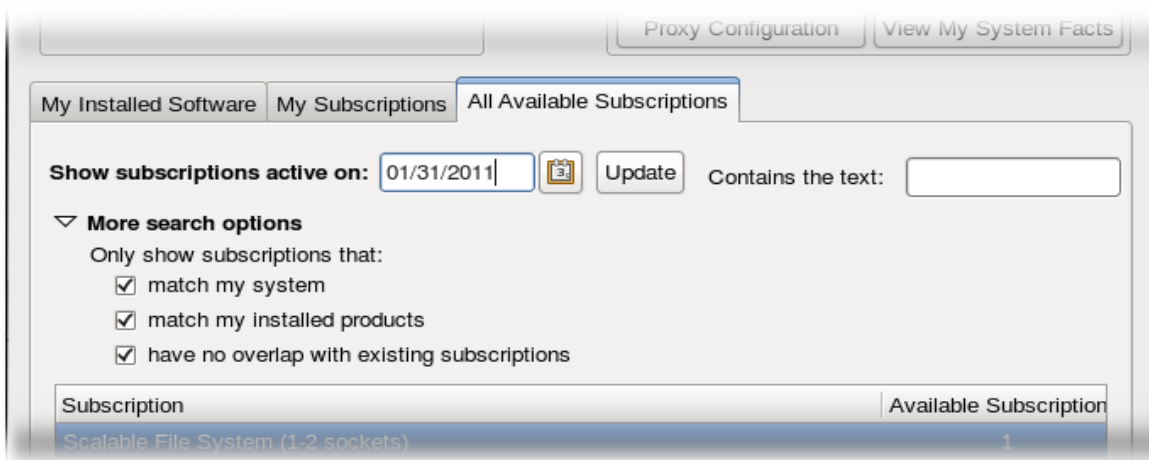 Proxy Configuration View My System Facts
My Installed Software My Subscriptions All Available Subscriptions
Show subscriptions active on: 01/31/2011 3 Update Contains the text:
More search options
Only show subscriptions that:
match my system
match my installed products
have no overlap with existing subscriptions
Subscription Available Subscription
Scalable File System (1-2 sockets) 1